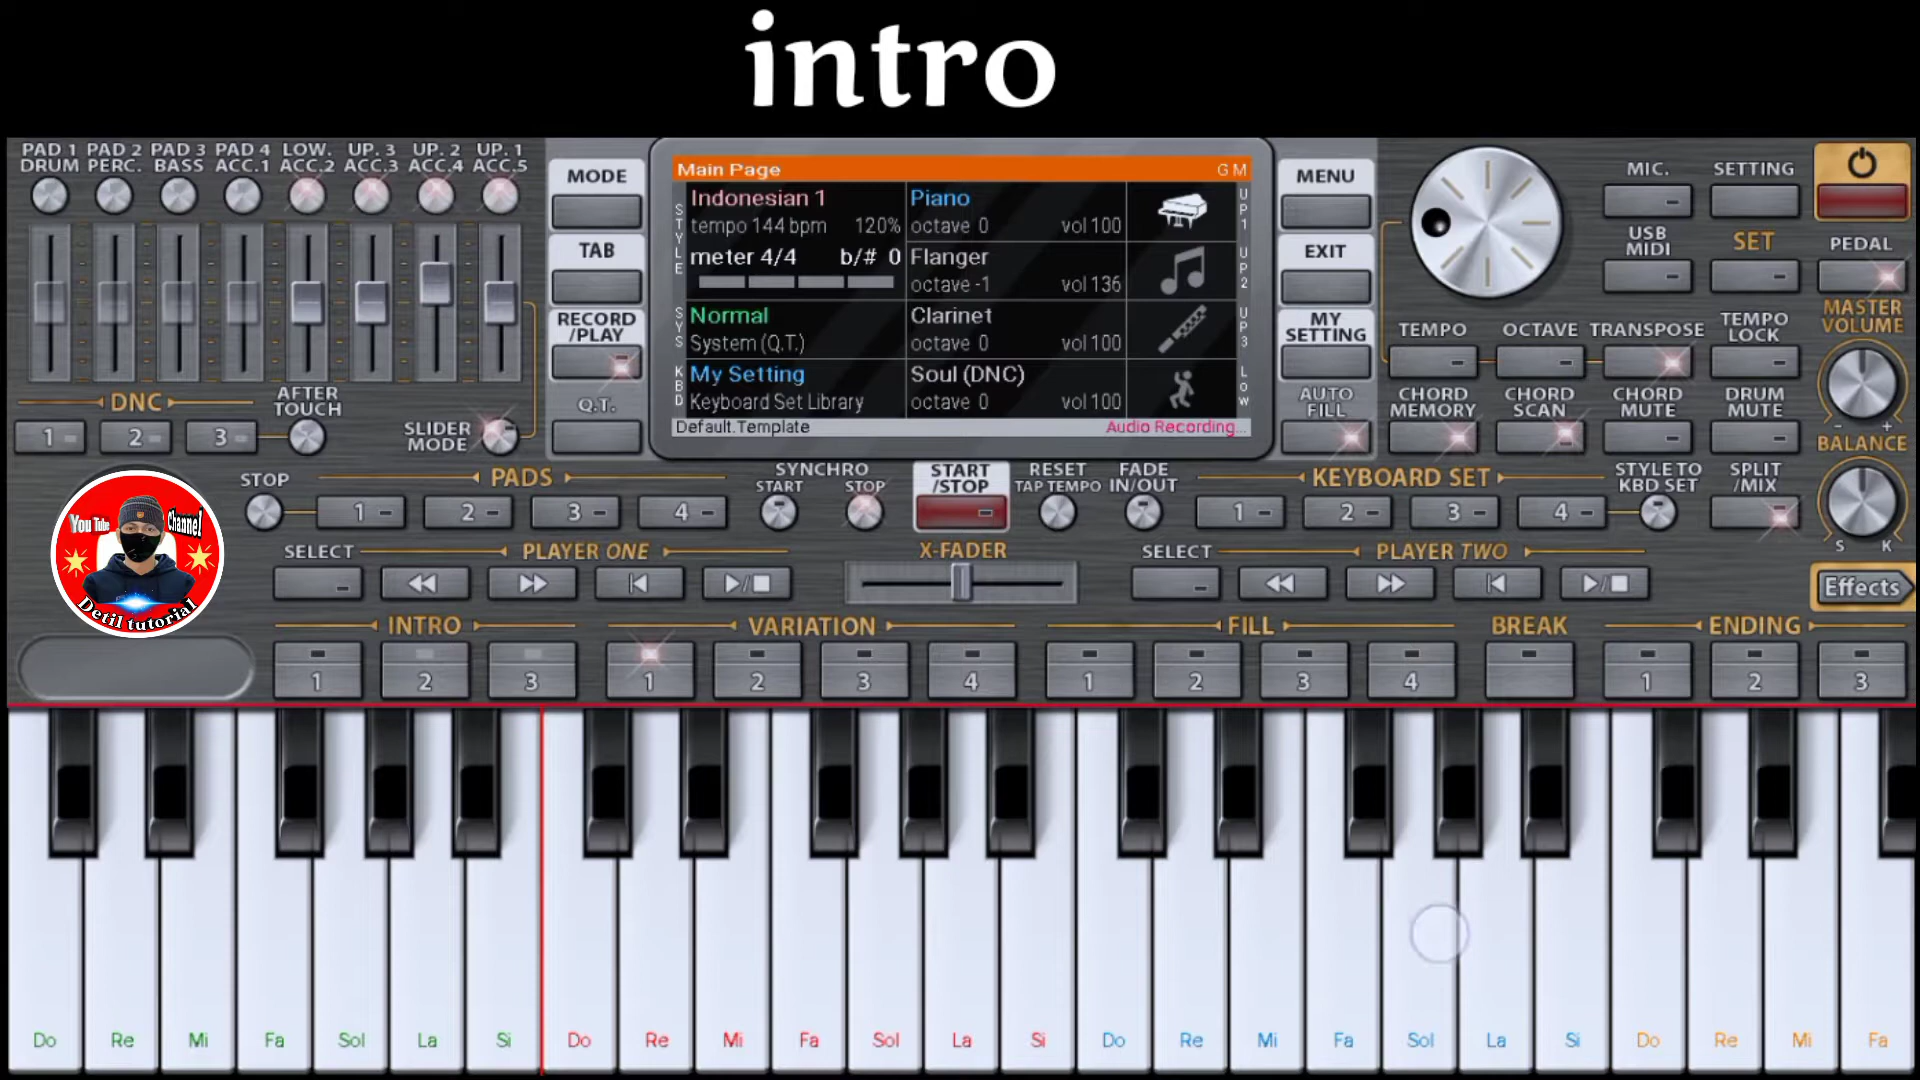 intro
PAD 1 PAD 2 PAD 3 PAD 4 LOW. UP. 3 UP. 2 UP. 1
DRUM PERC. BASS ACC.1 ACC.2 ACC.3 ACC.4 ACC.5
DNC
1 2 3
AFTER
TOUCH
SLIDER
MODE
MODE
TAB
RECORD
/PLAY
Q.T.
Main Page GM
STYLE
Indonesian 1
tempo 144 bpm 120%
meter 4/4 b/# 0
SYS
Normal
System (Q.T.)
KBD
My Setting
Keyboard Set Library
Piano
octave 0 vol 100
UP1
Flanger
octave -1 vol 136
UP2
Clarinet
octave 0 vol 100
UP3
Soul (DNC)
octave 0 vol 100
Low
Default.Template Audio Recording...
MENU
EXIT
MY
SETTING
AUTO
FILL
MIC. SETTING
USB
MIDI
SET
PEDAL
TEMPO OCTAVE TRANSPOSE TEMPO
LOCK
MASTER
VOLUME
CHORD
MEMORY
CHORD
SCAN
CHORD
MUTE
DRUM
MUTE
- +
BALANCE
S K
You Tube Channel
Detil tutorial
STOP PADS
1 2 3 4
SYNCHRO
START STOP
START
/STOP
RESET
TAP TEMPO
FADE
IN/OUT
KEYBOARD SET
1 2 3 4
STYLE TO
KBD SET
SPLIT
/MIX
SELECT PLAYER ONE X-FADER SELECT PLAYER TWO
Effects
INTRO VARIATION FILL BREAK ENDING
1 2 3 1 2 3 4 1 2 3 4 1 2 3
Do Re Mi Fa Sol La Si Do Re Mi Fa Sol La Si Do Re Mi Fa Sol La Si Do Re Mi Fa